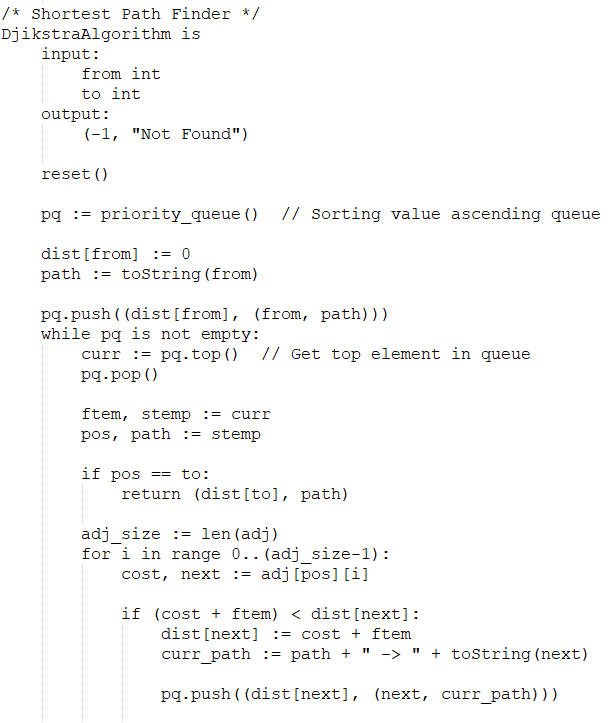 /* Shortest Path Finder */
DjikstraAlgorithm is
    input:
        from int
        to int
    output:
        (-1, "Not Found")

    reset()

    pq := priority_queue()  // Sorting value ascending queue

    dist[from] := 0
    path := toString(from)

    pq.push((dist[from], (from, path)))
    while pq is not empty:
        curr := pq.top()  // Get top element in queue
        pq.pop()

        ftem, stemp := curr
        pos, path := stemp

        if pos == to:
            return (dist[to], path)

        adj_size := len(adj)
        for i in range 0..(adj_size-1):
            cost, next := adj[pos][i]

            if (cost + ftem) < dist[next]:
                dist[next] := cost + ftem
                curr_path := path + " -> " + toString(next)

                pq.push((dist[next], (next, curr_path)))